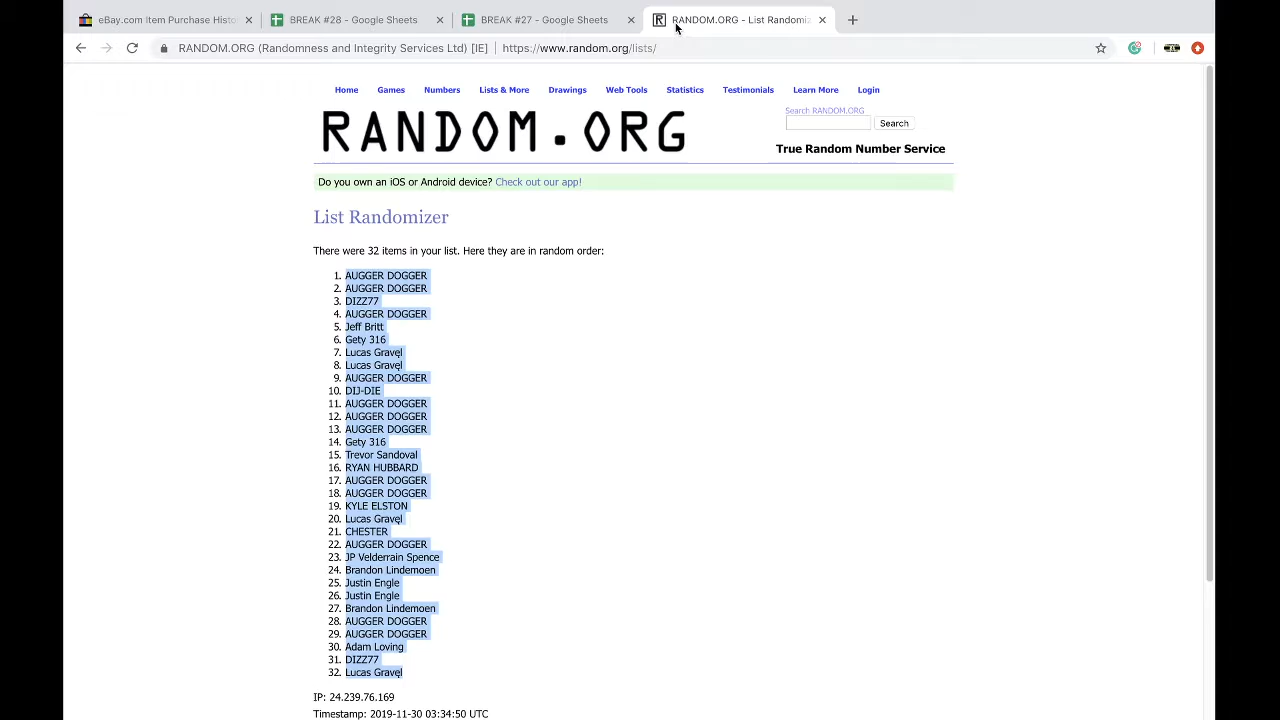 eBay.com Item Purchase Histo
BREAK #28 - Google Sheets
BREAK #27 - Google Sheets
RANDOM.ORG - List Randomiz
RANDOM.ORG (Randomness and Integrity Services Ltd) [IE]
https://www.random.org/lists/
Home Games Numbers Lists & More Drawings Web Tools Statistics Testimonials Learn More Login
RANDOM.ORG
Search RANDOM.ORG
Search
True Random Number Service
Do you own an iOS or Android device? Check out our app!
List Randomizer
There were 32 items in your list. Here they are in random order:
1. AUGGER DOGGER
2. AUGGER DOGGER
3. DIZZ77
4. AUGGER DOGGER
5. Jeff Britt
6. Gety 316
7. Lucas Gravel
8. Lucas Gravel
9. AUGGER DOGGER
10. DIJ-DIE
11. AUGGER DOGGER
12. AUGGER DOGGER
13. AUGGER DOGGER
14. Gety 316
15. Trevor Sandoval
16. RYAN HUBBARD
17. AUGGER DOGGER
18. AUGGER DOGGER
19. KYLE ELSTON
20. Lucas Gravel
21. CHESTER
22. AUGGER DOGGER
23. JP Velderrain Spence
24. Brandon Lindemoen
25. Justin Engle
26. Justin Engle
27. Brandon Lindemoen
28. AUGGER DOGGER
29. AUGGER DOGGER
30. Adam Loving
31. DIZZ77
32. Lucas Gravel
IP: 24.239.76.169
Timestamp: 2019-11-30 03:34:50 UTC